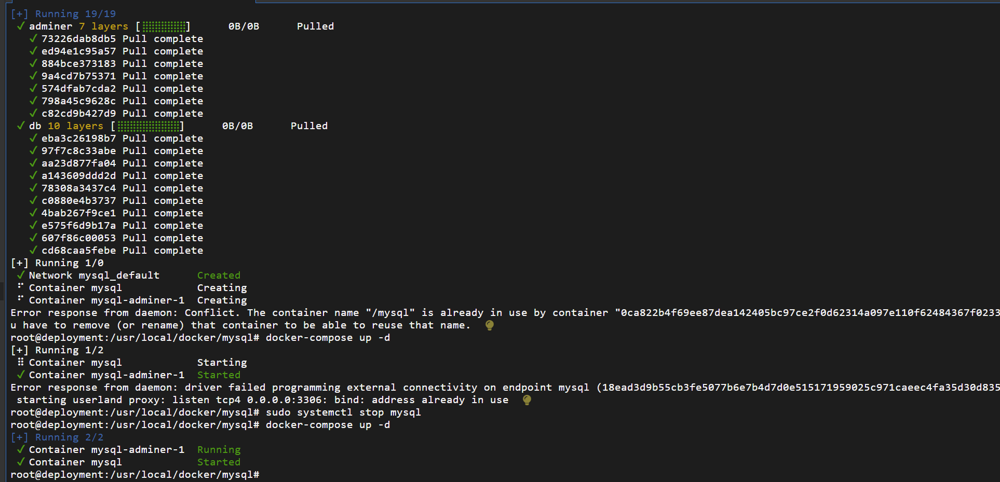 [+] Running 19/19
✓ adminer 7 layers [⣿⣿⣿⣿⣿⣿⣿] 0B/0B Pulled
✓ 73226dab8db5 Pull complete
✓ ed94e1c95a57 Pull complete
✓ 884bce373183 Pull complete
✓ 9a4cd7b75371 Pull complete
✓ 574dfab7cda2 Pull complete
✓ 798a45c9628c Pull complete
✓ c82cd9b427d9 Pull complete
✓ db 10 layers [⣿⣿⣿⣿⣿⣿⣿⣿⣿⣿] 0B/0B Pulled
✓ eba3c26198b7 Pull complete
✓ 97f7c8c33abe Pull complete
✓ aa23d877fa04 Pull complete
✓ a143609ddd2d Pull complete
✓ 78308a3437c4 Pull complete
✓ c0880e4b3737 Pull complete
✓ 4bab267f9ce1 Pull complete
✓ e575f6d9b17a Pull complete
✓ 607f86c00053 Pull complete
✓ cd68caa5febe Pull complete
[+] Running 1/0
✓ Network mysql_default Created
⠋ Container mysql Creating
⠋ Container mysql-adminer-1 Creating
Error response from daemon: Conflict. The container name "/mysql" is already in use by container "0ca822b4f69ee87dea142405bc97ce2f0d62314a097e110f62484367f0233
u have to remove (or rename) that container to be able to reuse that name.
root@deployment:/usr/local/docker/mysql# docker-compose up -d
[+] Running 1/2
⠿ Container mysql Starting
✓ Container mysql-adminer-1 Started
Error response from daemon: driver failed programming external connectivity on endpoint mysql (18ead3d9b55cb3fe5077b6e7b4d7d0e515171959025c971caeec4fa35d30d835
starting userland proxy: listen tcp4 0.0.0.0:3306: bind: address already in use
root@deployment:/usr/local/docker/mysql# sudo systemctl stop mysql
root@deployment:/usr/local/docker/mysql# docker-compose up -d
[+] Running 2/2
✓ Container mysql-adminer-1 Running
✓ Container mysql Started
root@deployment:/usr/local/docker/mysql#